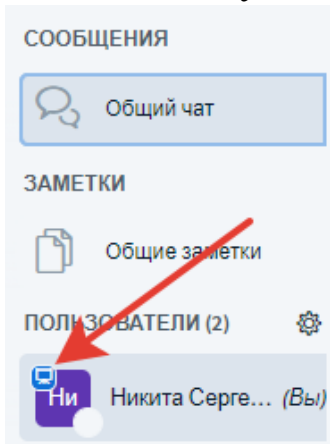 СООБЩЕНИЯ
Общий чат
ЗАМЕТКИ
Общие заметки
ПОЛЬЗОВАТЕЛИ (2)
Ни
Никита Серге... (Вы)